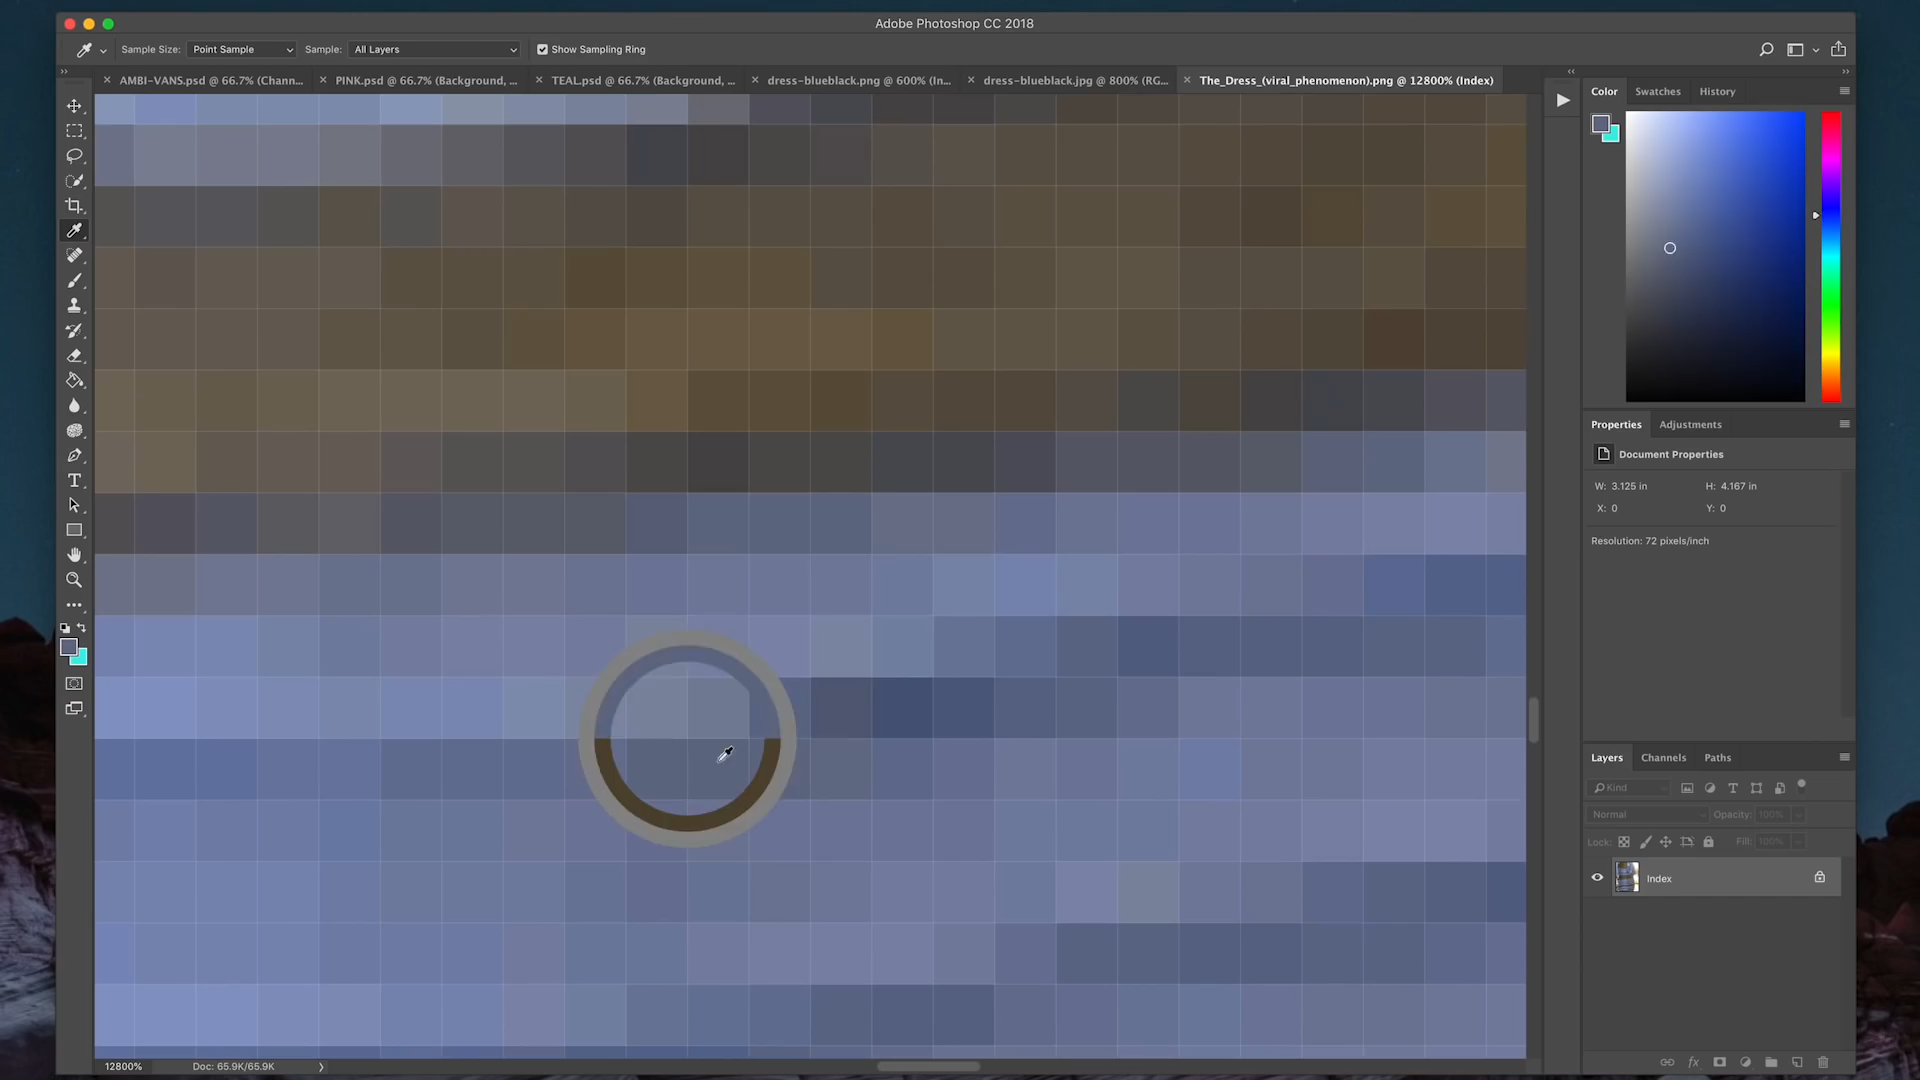 Adobe Photoshop CC 2018
Sample Size: Point Sample Sample: All Layers Show Sampling Ring
AMBI-VANS.psd @ 66.7% (Chann... PINK.psd @ 66.7% (Background, ... TEAL.psd @ 66.7% (Background, ... dress-blueblack.png @ 600% (In... dress-blueblack.jpg @ 800% (RG... The_Dress_(viral_phenomenon).png @ 12800% (Index)
Color Swatches History
Properties Adjustments
Document Properties
W: 3.125 in H: 4.167 in
X: 0 Y: 0
Resolution: 72 pixels/inch
Layers Channels Paths
Kind
Normal Opacity: 100%
Lock: Fill: 100%
Index
12800% Doc: 65.9K/65.9K